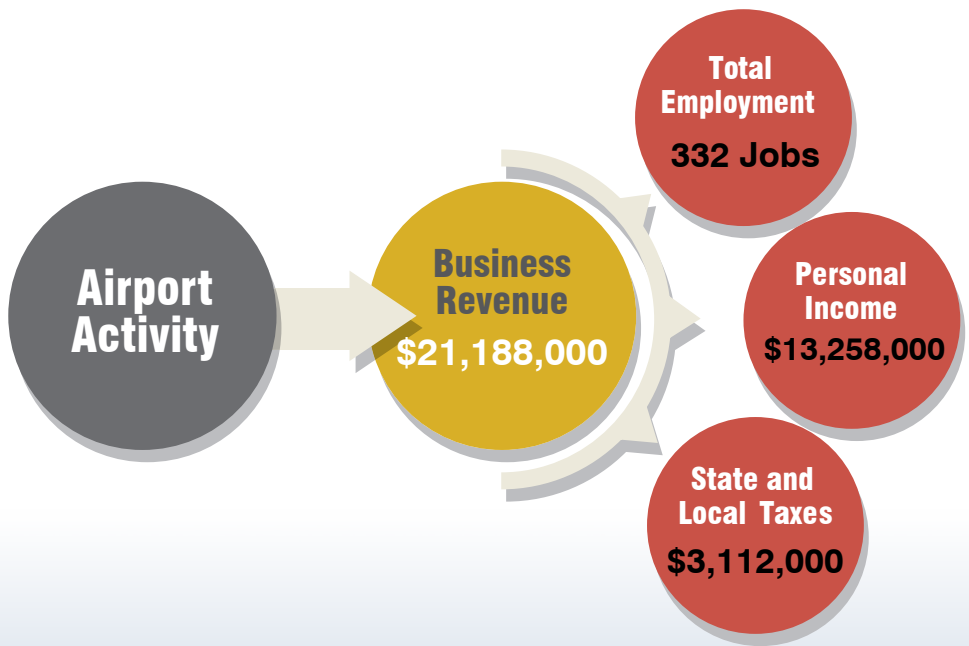 Airport
Activity
Business
Revenue
$21,188,000
Total
Employment
332 Jobs
Personal
Income
$13,258,000
State and
Local Taxes
$3,112,000